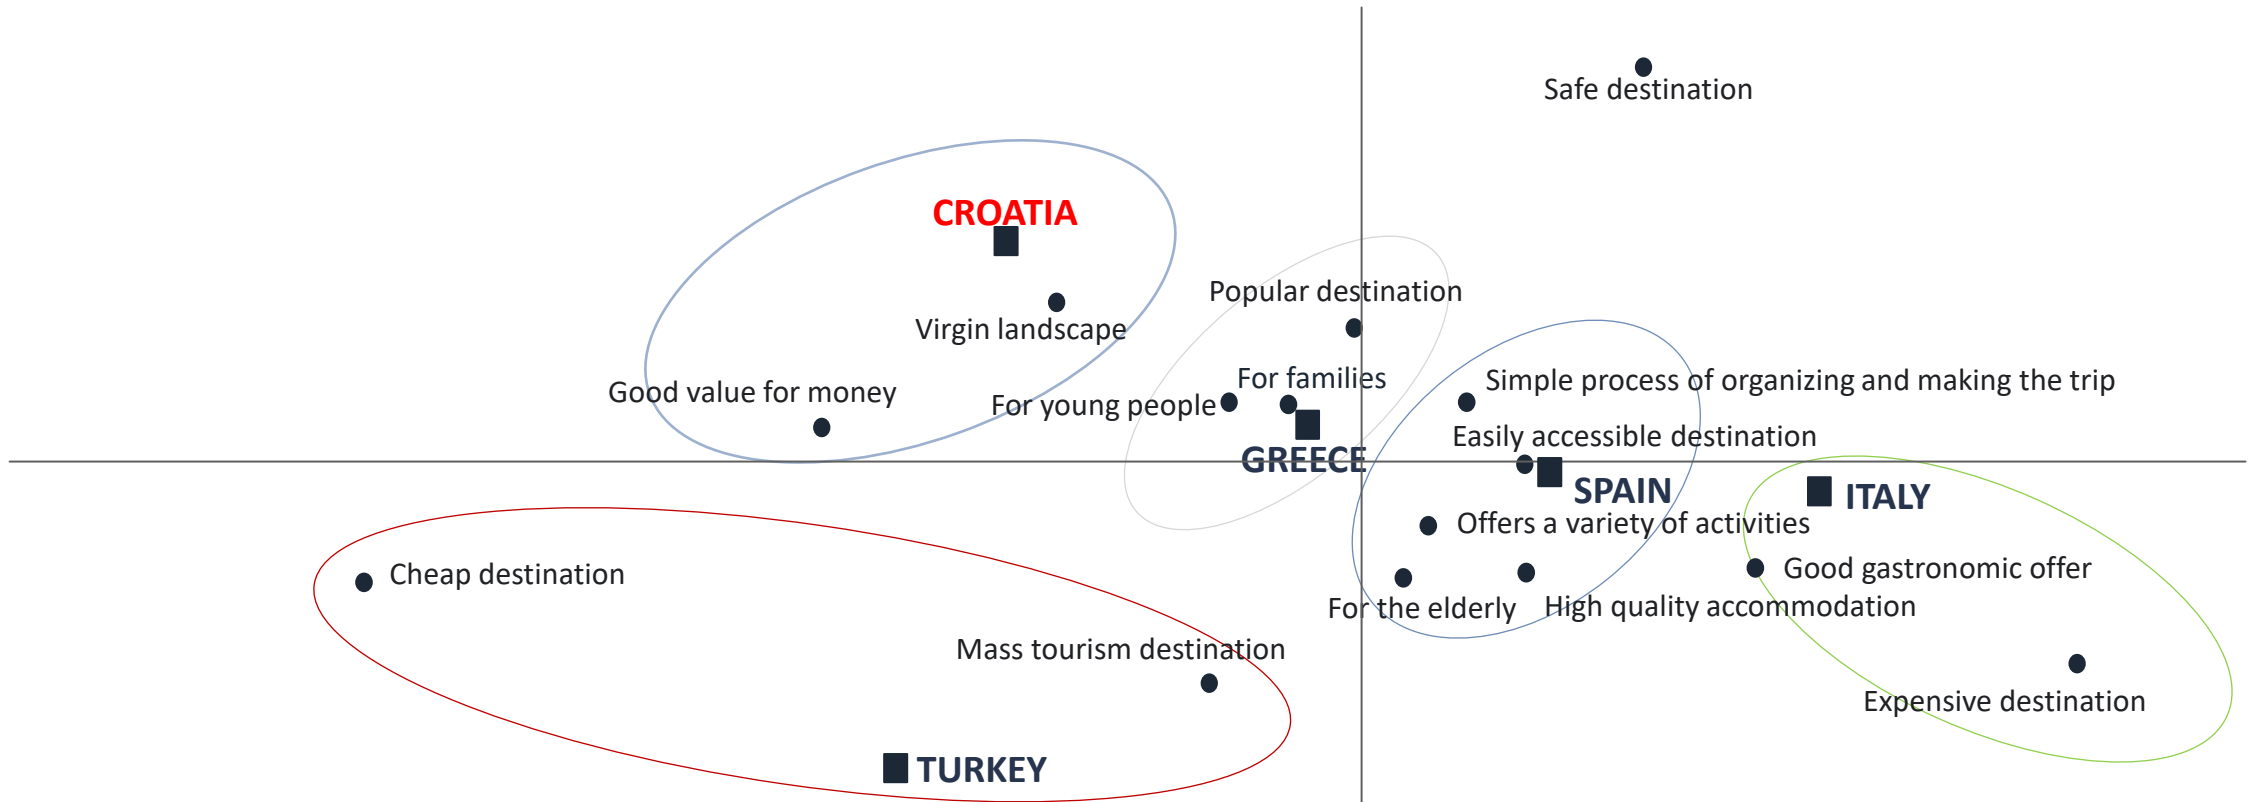 Safe destination
CROATIA
Popular destination
Virgin landscape
For families
Simple process of organizing and making the trip
Good value for money
For young people
Easily accessible destination
GREECE
SPAIN
ITALY
Offers a variety of activities
Good gastronomic offer
Cheap destination
For the elderly
High quality accommodation
Mass tourism destination
Expensive destination
TURKEY